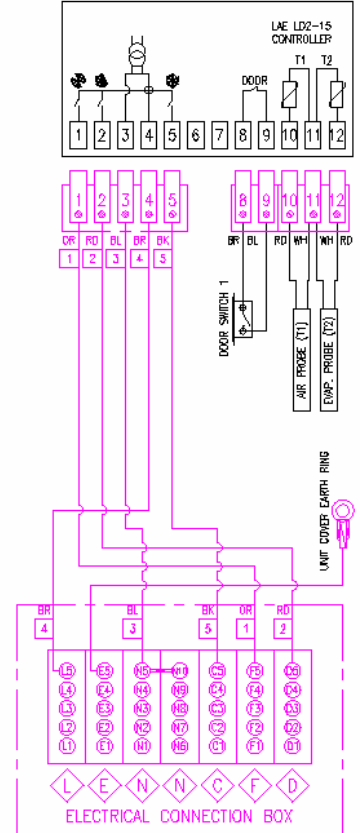 LAE LD2-15
CONTROLLER
T1 T2
DOOR
1 2 3 4 5 6 7 8 9 10 11 12
1 2 3 4 5 8 9 10 11 12
OR RD BL BR BK BR BL RD WH WH RD
1 2 3 4 5
DOOR SWITCH 1
AIR PROBE (T1)
EVAP. PROBE (T2)
UNIT COVER EARTH RING
BR BL BK OR RD
4 3 5 1 2
L5 E5 N5 N10 C5 F5 D5
L4 E4 N4 N9 C4 F4 D4
L3 E3 N3 N8 C3 F3 D3
L2 E2 N2 N7 C2 F2 D2
L1 E1 N1 N6 C1 F1 D1
L E N N C F D
ELECTRICAL CONNECTION BOX